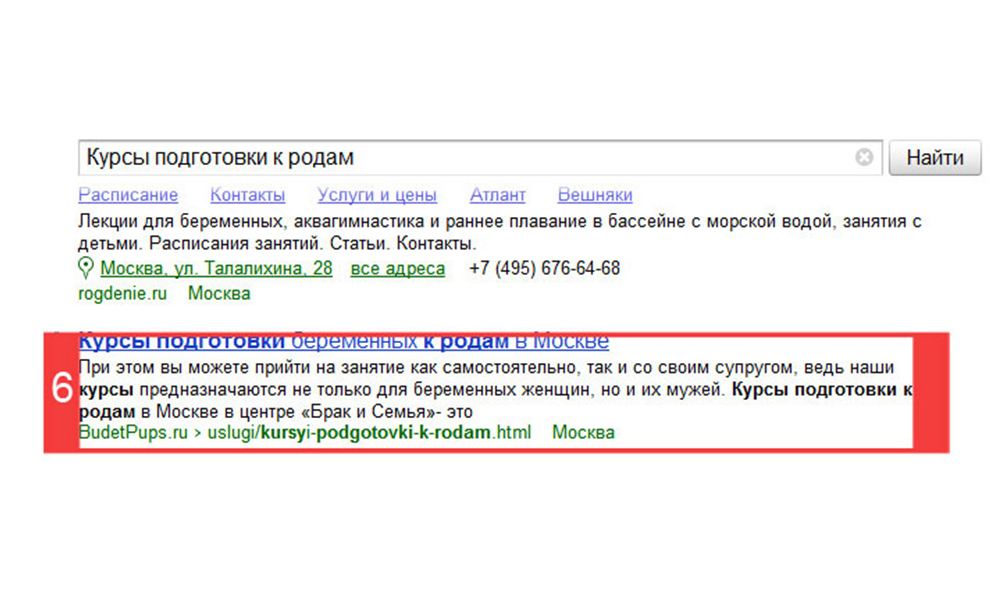 Курсы подготовки к родам
Найти
Расписание Контакты Услуги и цены Атлант Вешняки
Лекции для беременных, аквагимнастика и раннее плавание в бассейне с морской водой, занятия с
детьми. Расписания занятий. Статьи. Контакты.
Москва, ул. Талалихина, 28 все адреса +7 (495) 676-64-68
rogdenie.ru Москва
Курсы подготовки беременных к родам в Москве
6
При этом вы можете прийти на занятие как самостоятельно, так и со своим супругом, ведь наши
курсы предназначаются не только для беременных женщин, но и их мужей. Курсы подготовки к
родам в Москве в центре «Брак и Семья»- это
BudetPups.ru › uslugi/kursyi-podgotovki-k-rodam.html Москва